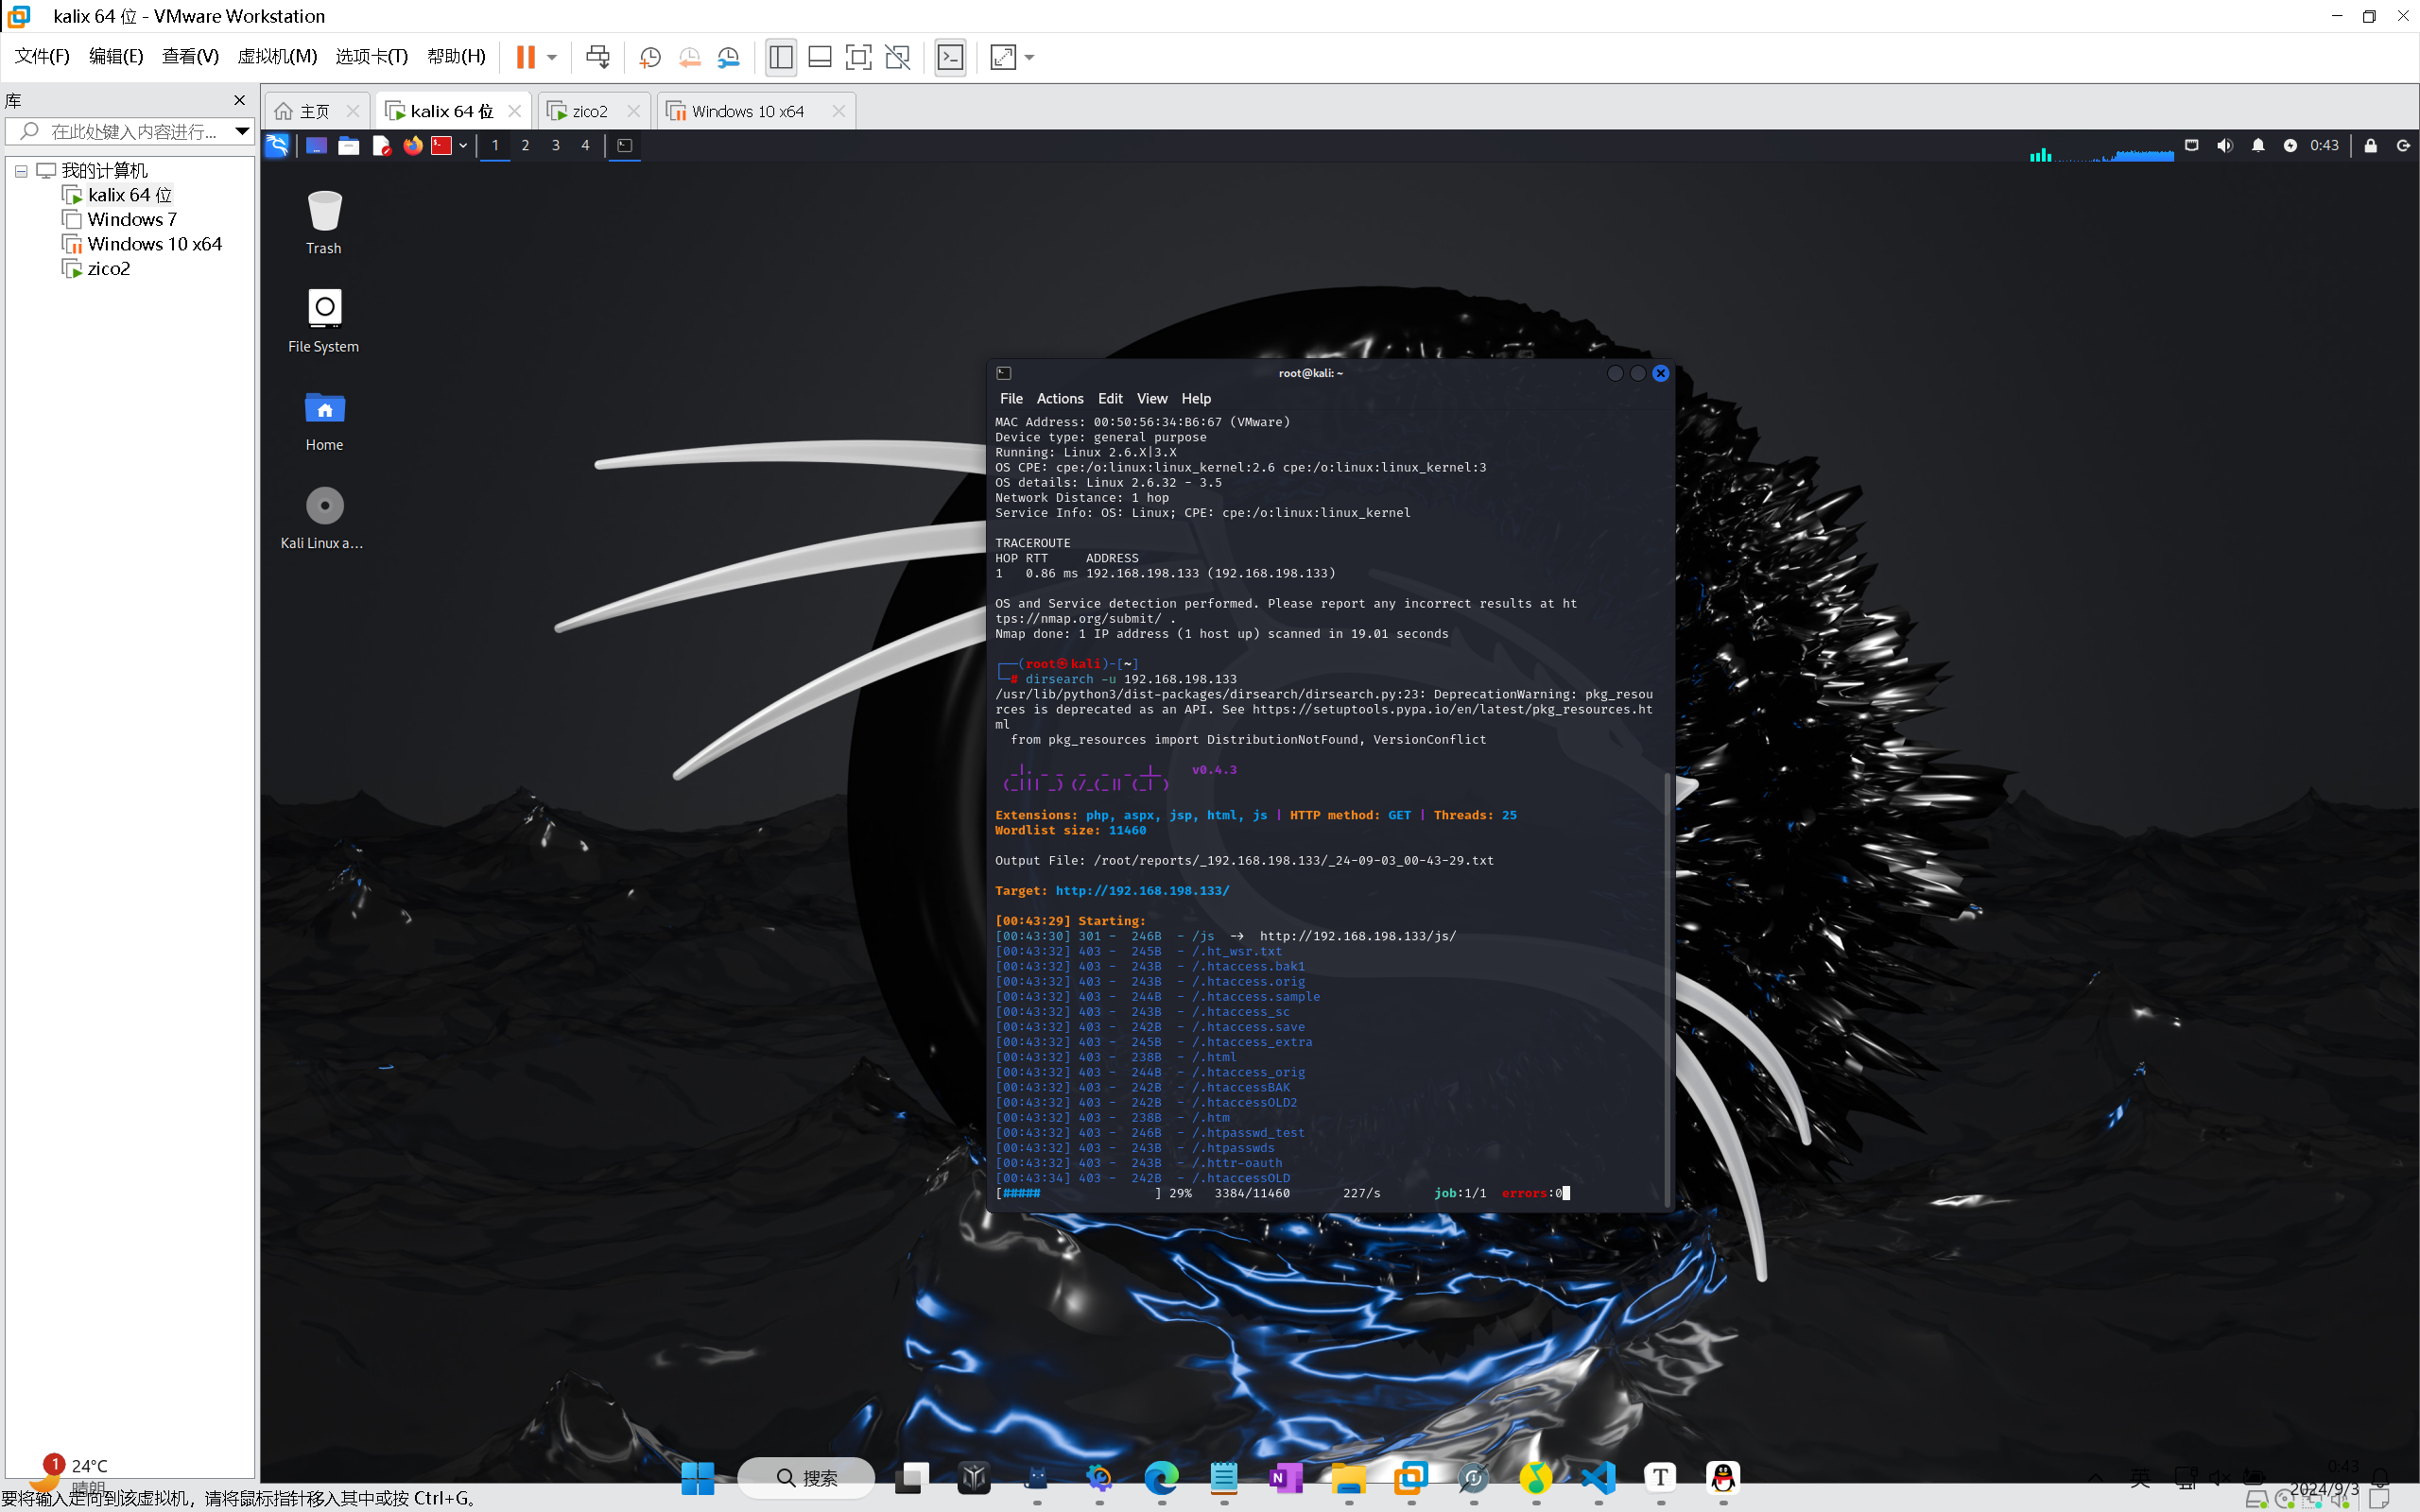 kalix 64 位 - VMware Workstation
文件(F) 编辑(E) 查看(V) 虚拟机(M) 选项卡(T) 帮助(H)
库
在此处键入内容进行...
我的计算机
kalix 64 位
Windows 7
Windows 10 x64
zico2
主页 kalix 64 位 zico2 Windows 10 x64
1 2 3 4 0:43
Trash
File System
Home
Kali Linux a...
root@kali: ~
File Actions Edit View Help
MAC Address: 00:50:56:34:B6:67 (VMware)
Device type: general purpose
Running: Linux 2.6.X|3.X
OS CPE: cpe:/o:linux:linux_kernel:2.6 cpe:/o:linux:linux_kernel:3
OS details: Linux 2.6.32 - 3.5
Network Distance: 1 hop
Service Info: OS: Linux; CPE: cpe:/o:linux:linux_kernel
TRACEROUTE
HOP RTT     ADDRESS
1   0.86 ms 192.168.198.133 (192.168.198.133)
OS and Service detection performed. Please report any incorrect results at ht
tps://nmap.org/submit/ .
Nmap done: 1 IP address (1 host up) scanned in 19.01 seconds
┌──(root㉿kali)-[~]
└─# dirsearch -u 192.168.198.133
/usr/lib/python3/dist-packages/dirsearch/dirsearch.py:23: DeprecationWarning: pkg_resou
rces is deprecated as an API. See https://setuptools.pypa.io/en/latest/pkg_resources.ht
ml
  from pkg_resources import DistributionNotFound, VersionConflict
  _|. _ _  _  _  _ _|_    v0.4.3
 (_||| _) (/_(_|| (_| )
Extensions: php, aspx, jsp, html, js | HTTP method: GET | Threads: 25
Wordlist size: 11460
Output File: /root/reports/_192.168.198.133/_24-09-03_00-43-29.txt
Target: http://192.168.198.133/
[00:43:29] Starting:
[00:43:30] 301 -  246B  - /js  ->  http://192.168.198.133/js/
[00:43:32] 403 -  245B  - /.ht_wsr.txt
[00:43:32] 403 -  243B  - /.htaccess.bak1
[00:43:32] 403 -  243B  - /.htaccess.orig
[00:43:32] 403 -  244B  - /.htaccess.sample
[00:43:32] 403 -  243B  - /.htaccess_sc
[00:43:32] 403 -  242B  - /.htaccess.save
[00:43:32] 403 -  245B  - /.htaccess_extra
[00:43:32] 403 -  238B  - /.html
[00:43:32] 403 -  244B  - /.htaccess_orig
[00:43:32] 403 -  242B  - /.htaccessBAK
[00:43:32] 403 -  242B  - /.htaccessOLD2
[00:43:32] 403 -  238B  - /.htm
[00:43:32] 403 -  246B  - /.htpasswd_test
[00:43:32] 403 -  243B  - /.htpasswds
[00:43:32] 403 -  243B  - /.httr-oauth
[00:43:34] 403 -  242B  - /.htaccessOLD
[#####               ] 29%   3384/11460       227/s       job:1/1  errors:0
1 24°C
晴朗
搜索
英
0:43
2024/9/3
要将输入定向到该虚拟机，请将鼠标指针移入其中或按 Ctrl+G。